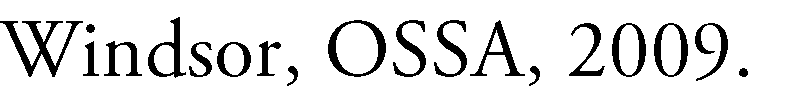 Windsor, OSSA, 2009.